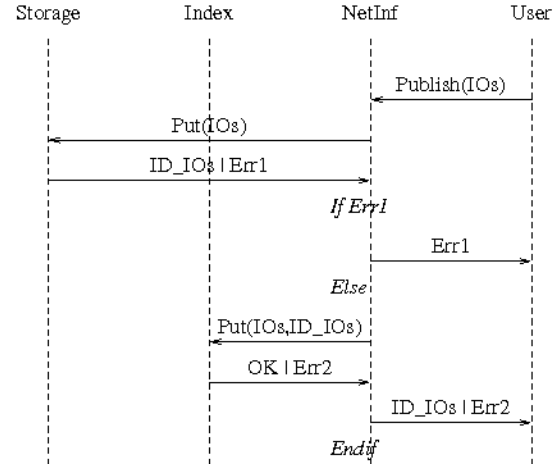 Storage Index NetInf User
Publish(IOs)
Put(IOs)
ID_IOs | Err1
If Err1
Err1
Else
Put(IOs,ID_IOs)
OK | Err2
ID_IOs | Err2
Endif